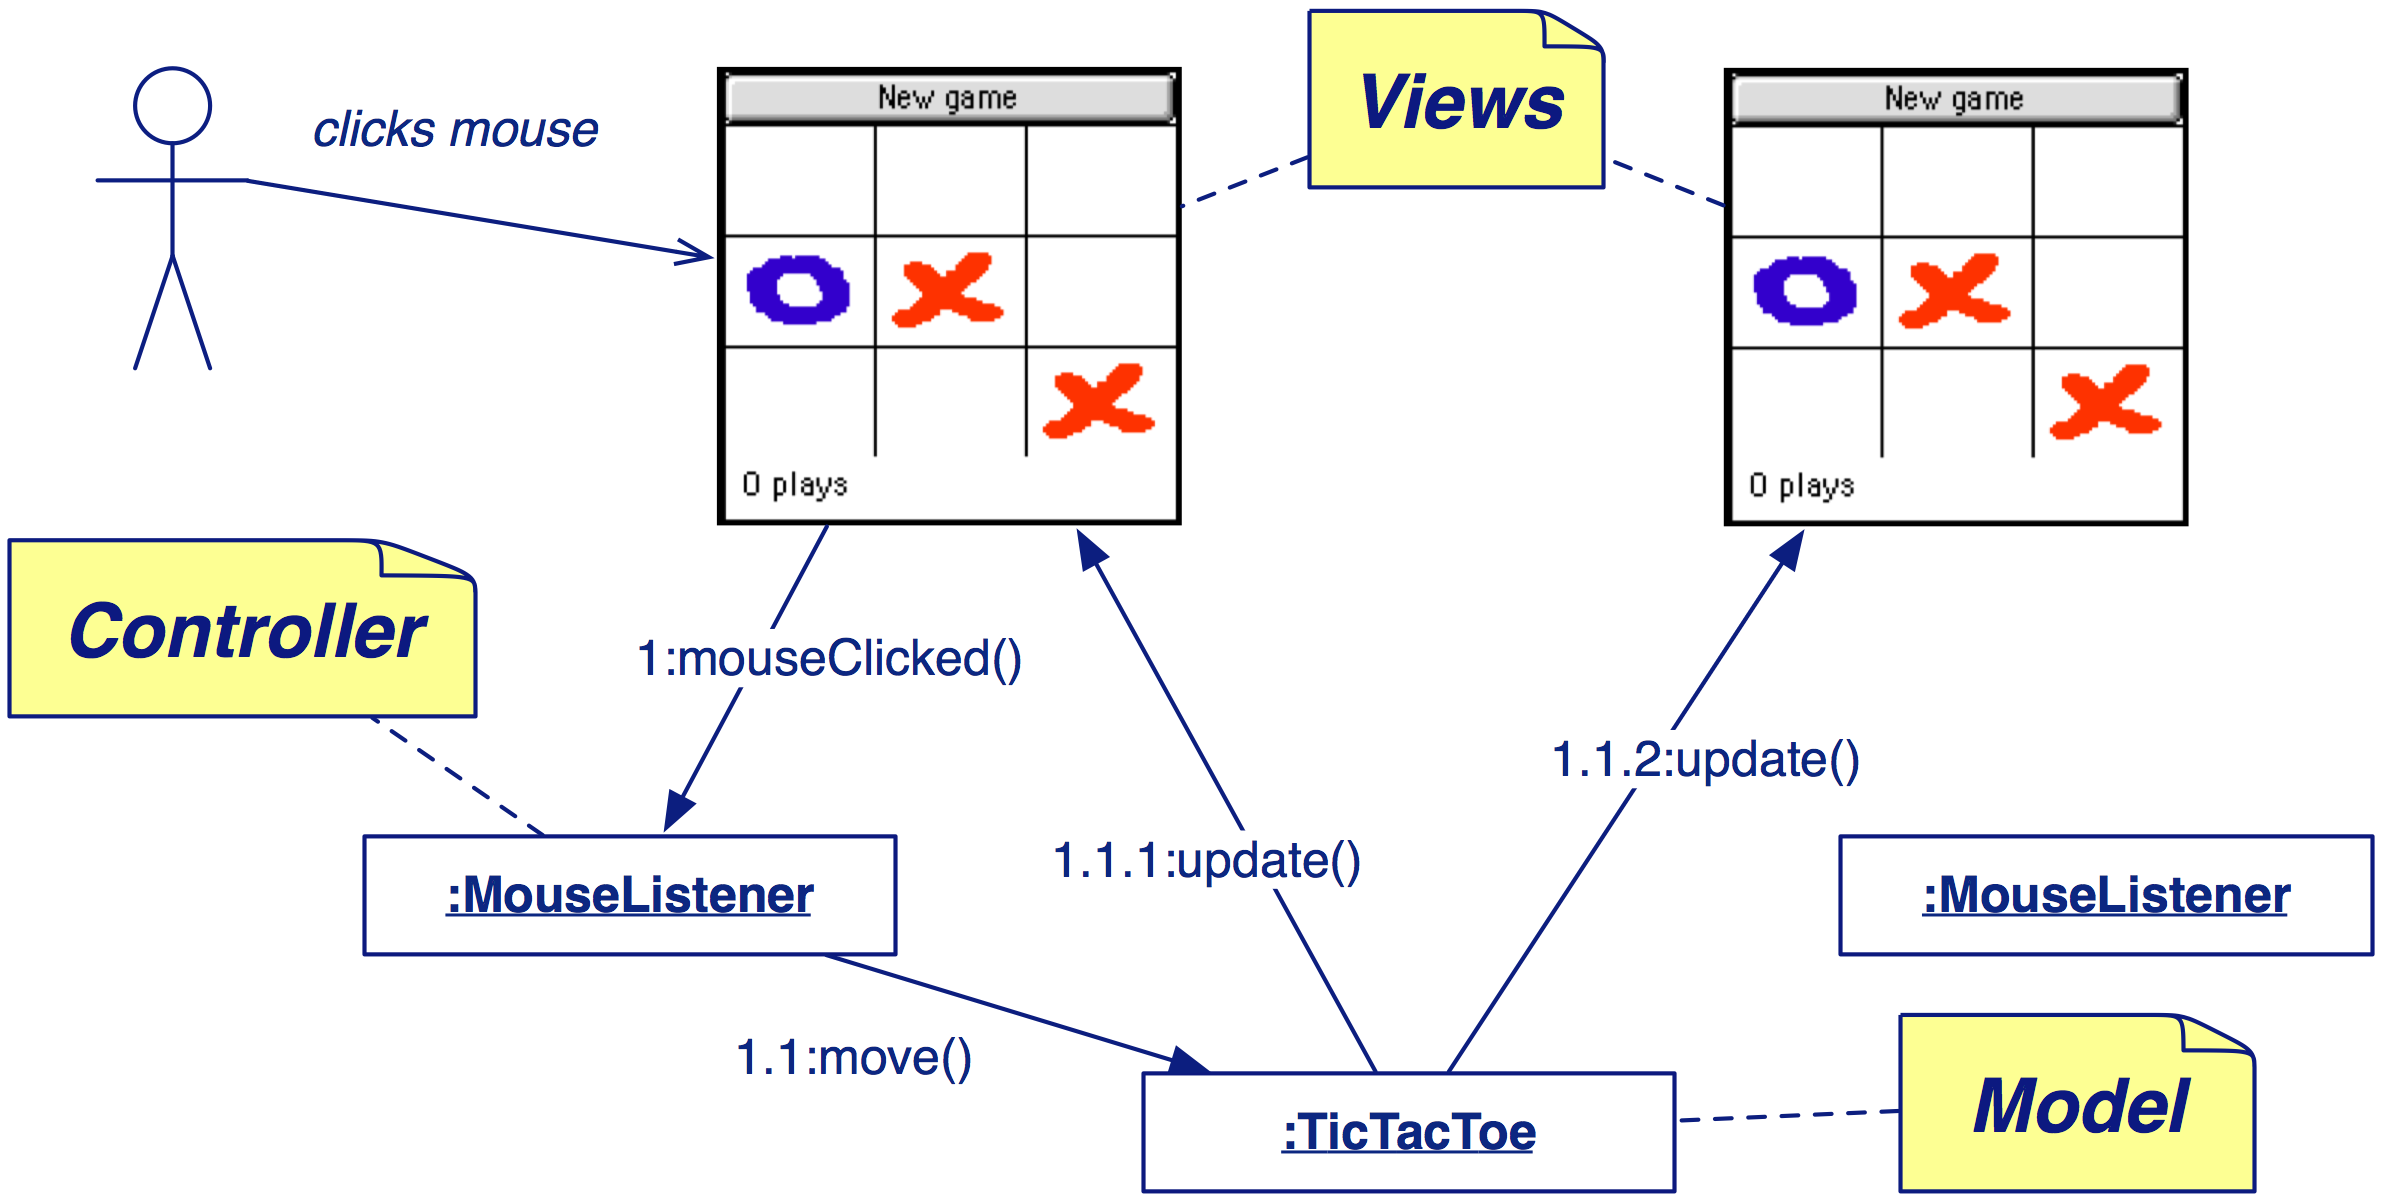 clicks mouse
New game
Views
New game
O
X
O
X
X
X
0 plays
0 plays
Controller
1:mouseClicked()
1.1.2:update()
1.1.1:update()
:MouseListener
:MouseListener
1.1:move()
:TicTacToe
Model